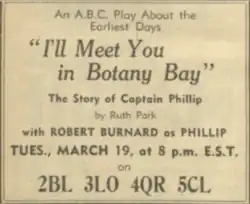 An A.B.C. Play About the
Earliest Days
"I'll Meet You
in Botany Bay"
The Story of Captain Phillip
by Ruth Park
with ROBERT BURNARD as PHILLIP
TUES., MARCH 19, at 8 p.m. E.S.T.
on
2BL 3LO 4QR 5CL